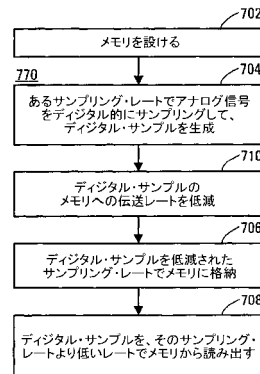 702
メモリを設ける
704
770
あるサンプリング・レートでアナログ信号
をディジタル的にサンプリングして、
ディジタル・サンプルを生成
710
ディジタル・サンプルの
メモリへの伝送レートを低減
706
ディジタル・サンプルを低減された
サンプリング・レートでメモリに格納
708
ディジタル・サンプルを、そのサンプリング・
レートより低いレートでメモリから読み出す